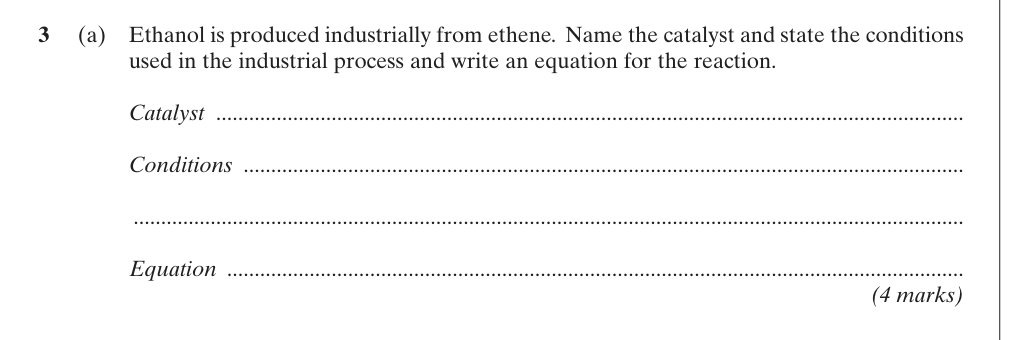 3 (a) Ethanol is produced industrially from ethene. Name the catalyst and state the conditions
used in the industrial process and write an equation for the reaction.
Catalyst ....................................................................................................
Conditions ....................................................................................................
....................................................................................................
Equation ....................................................................................................
(4 marks)